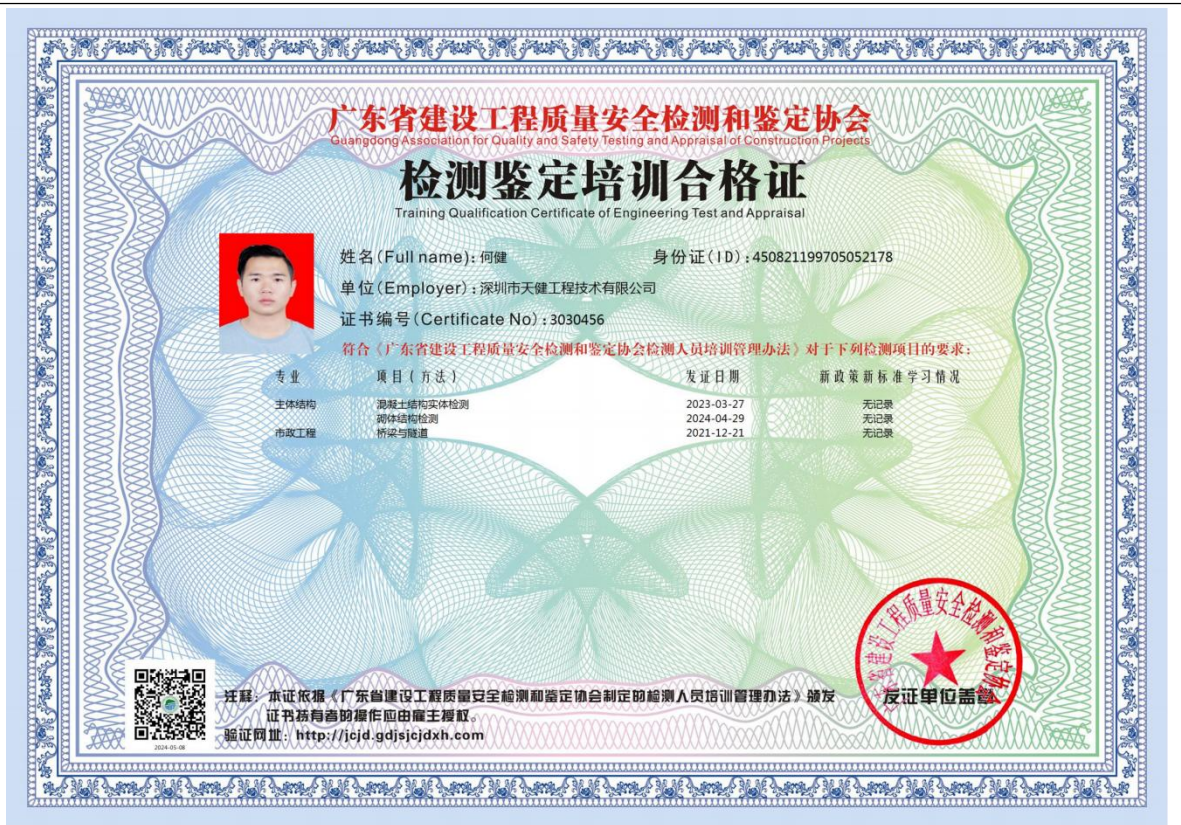 广东省建设工程质量安全检测和鉴定协会
Guangdong Association for Quality and Safety Testing and Appraisal of Construction Projects
检测鉴定培训合格证
Training Qualification Certificate of Engineering Test and Appraisal
姓名(Full name):何健 身份证(ID):450821199705052178
单位(Employer):深圳市天健工程技术有限公司
证书编号(Certificate No):3030456
符合《广东省建设工程质量安全检测和鉴定协会检测人员培训管理办法》对于下列检测项目的要求:
专业 项目(方法) 发证日期 新政策新标准学习情况
主体结构 混凝土结构实体检测 2023-03-27 无记录
砌体结构检测 2024-04-29 无记录
市政工程 桥梁与隧道 2021-12-21 无记录
广东省建设工程质量安全检测和鉴定协会
发证单位盖章
注释:本证依据《广东省建设工程质量安全检测和鉴定协会制定的检测人员培训管理办法》颁发
证书持有者的操作应由雇主授权。
验证网址:http://jcjd.gdjsjcjdxh.com
2024-05-08